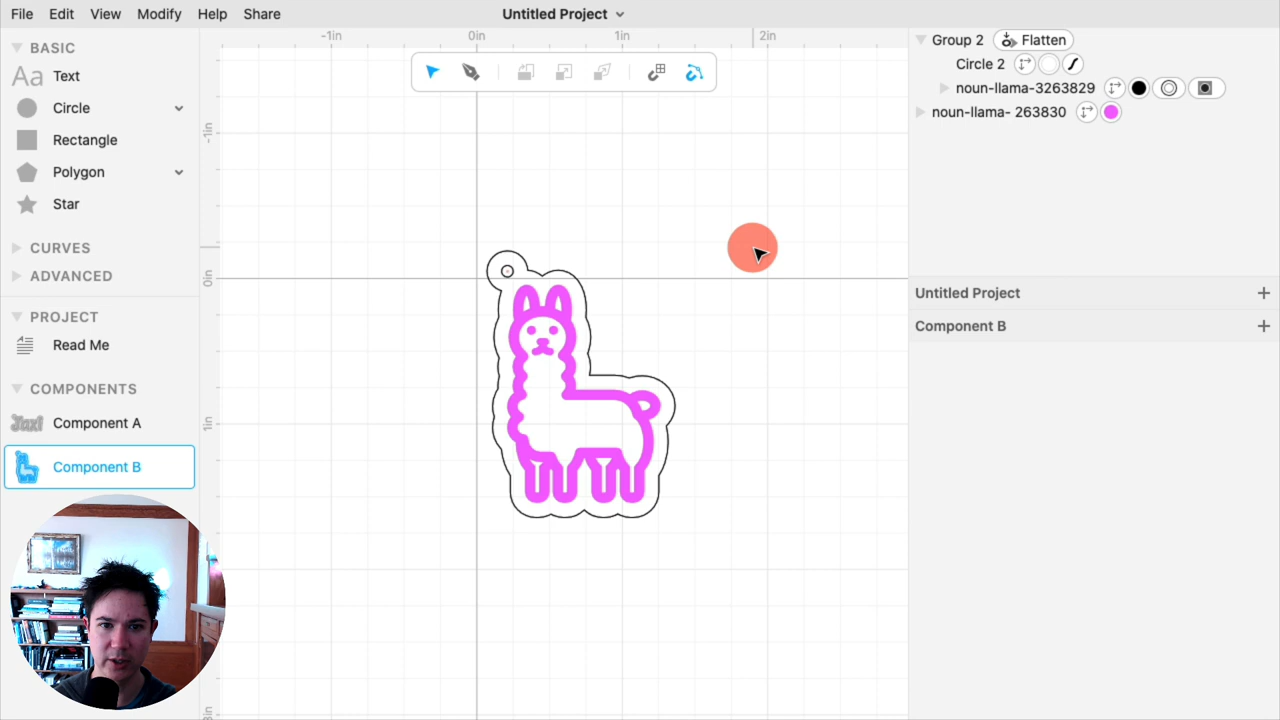 File Edit View Modify Help Share
Untitled Project
BASIC
Aa Text
Circle
Rectangle
Polygon
Star
CURVES
ADVANCED
PROJECT
Read Me
COMPONENTS
Taxi Component A
Component B
-1in 0in 1in 2in
-1in
0in
1in
Group 2 Flatten
Circle 2
noun-llama-3263829
noun-llama- 263830
Untitled Project +
Component B +